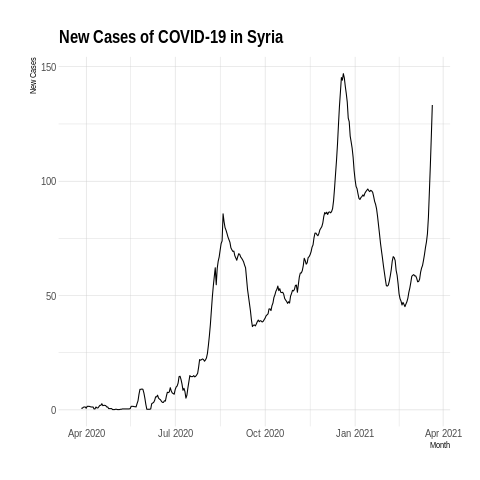 New Cases of COVID-19 in Syria
New Cases
150
100
50
0
Apr 2020
Jul 2020
Oct 2020
Jan 2021
Apr 2021
Month